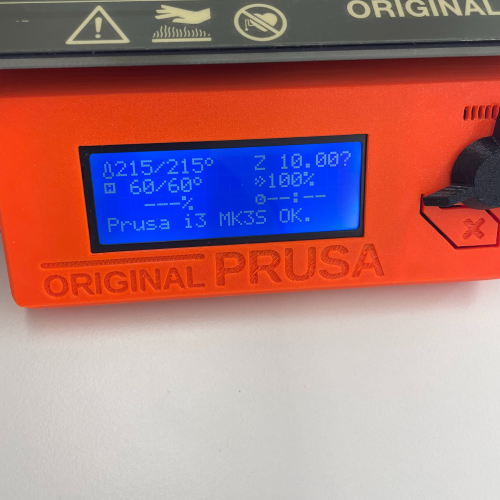 ORIGINAL
215/215° Z 10.00?
60/60° 100%
---% --:--
Prusa i3 MK3S OK.
ORIGINAL PRUSA